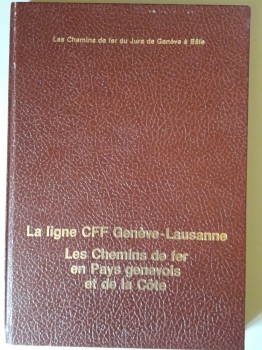 Les Chemins de fer du Jura de Genève à Bâle
La ligne CFF Genève-Lausanne
Les Chemins de fer
en Pays genevois
et de la Côte